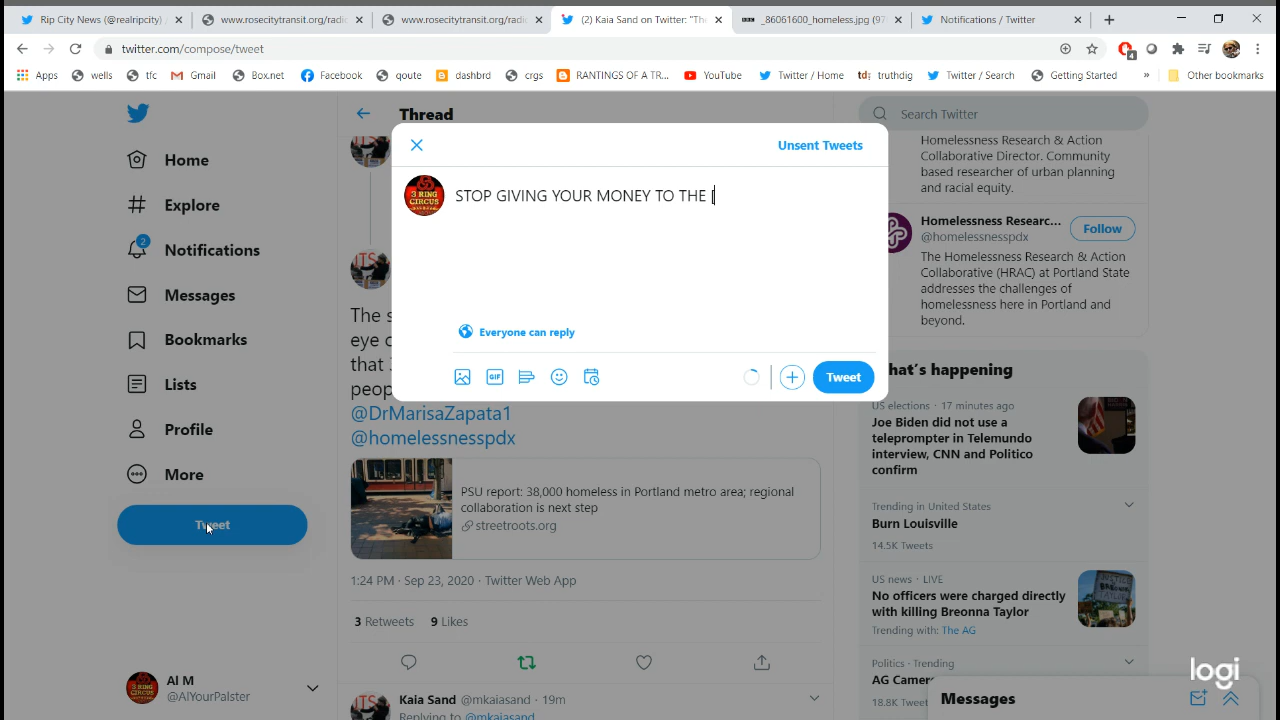 Rip City News (@realripcity) /
www.rosecitytransit.org/radi
www.rosecitytransit.org/radi
(2) Kaia Sand on Twitter: "The
_86061600_homeless.jpg (97
Notifications / Twitter
twitter.com/compose/tweet
4
Apps
wells
tfc
Gmail
Box.net
Facebook
qoute
dashbrd
crgs
RANTINGS OF A TR...
YouTube
Twitter / Home
td: truthdig
Twitter / Search
Getting Started
»
Other bookmarks
Thread
Search Twitter
Home
Explore
2
Notifications
Messages
Bookmarks
Lists
Profile
More
Tweet
Al M
@AlYourPalster
Unsent Tweets
3 RING
CIRCUS
STOP GIVING YOUR MONEY TO THE [
Everyone can reply
GIF
Tweet
The s
eye c
that 3
peop
@DrMarisaZapata1
@homelessnesspdx
PSU report: 38,000 homeless in Portland metro area; regional
collaboration is next step
streetroots.org
1:24 PM · Sep 23, 2020 · Twitter Web App
3 Retweets 9 Likes
Kaia Sand @mkaiasand · 19m
Replying to @mkaiasand
Homelessness Research & Action
Collaborative Director. Community
based researcher of urban planning
and racial equity.
Homelessness Researc...
@homelessnesspdx
Follow
The Homelessness Research & Action
Collaborative (HRAC) at Portland State
addresses the challenges of
homelessness here in Portland and
beyond.
hat's happening
US elections · 17 minutes ago
Joe Biden did not use a
teleprompter in Telemundo
interview, CNN and Politico
confirm
Trending in United States
Burn Louisville
14.5K Tweets
US news · LIVE
No officers were charged directly
with killing Breonna Taylor
Trending with: The AG
Politics · Trending
AG Camer
18.8K Tweet
Messages
logi